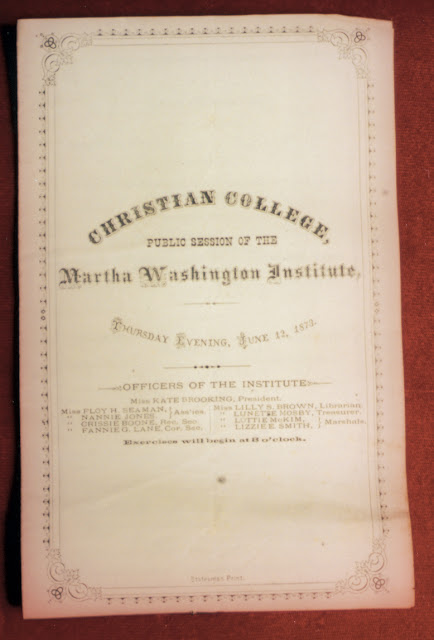 CHRISTIAN COLLEGE,
PUBLIC SESSION OF THE
Martha Washington Institute,
THURSDAY EVENING, JUNE 12, 1873.
OFFICERS OF THE INSTITUTE
Miss KATE BROOKING, President.
Miss FLOY H. SEAMAN, } Ass'ies. Miss LILLY S. BROWN, Librarian
" NANNIE JONES, " LUNETTE HOSBY, Treasurer.
" CRISSIE BOONE, Rec. Sec. " LOTTIE McKIM, } Marshals.
" FANNIE G. LANE, Cor. Sec. " LIZZIE E. SMITH,
Exercises will begin at 8 o'clock.
Print.